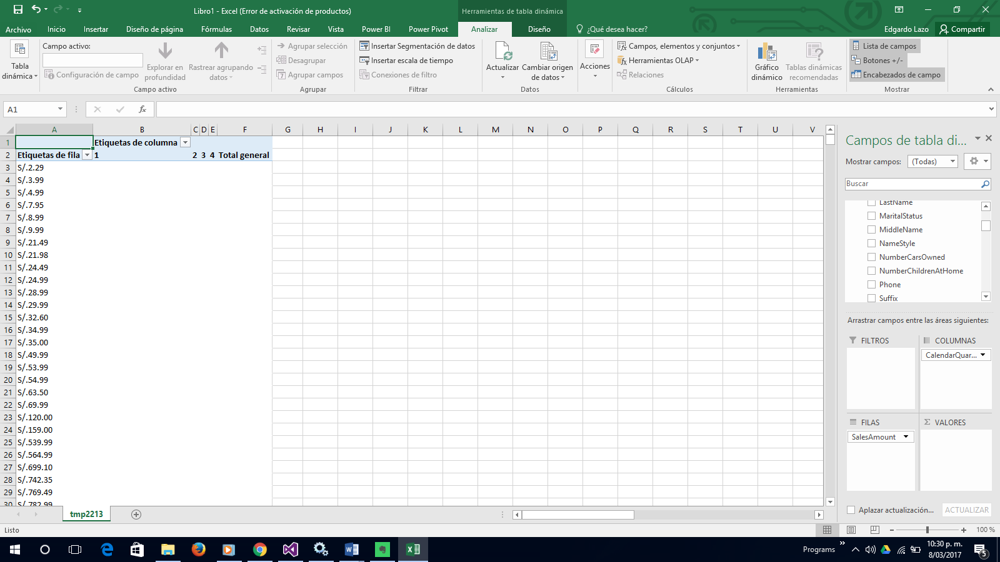 Libro1 - Excel (Error de activación de productos)
Herramientas de tabla dinámica
Archivo Inicio Insertar Diseño de página Fórmulas Datos Revisar Vista Power BI Power Pivot Analizar Diseño ¿Qué desea hacer? Edgardo Lazo Compartir
Tabla dinámica
Campo activo:
Configuración de campo
Explorar en profundidad
Rastrear agrupando datos
Campo activo
Agrupar selección
Desagrupar
Agrupar campos
Agrupar
Insertar Segmentación de datos
Insertar escala de tiempo
Conexiones de filtro
Filtrar
Actualizar
Cambiar origen de datos
Datos
Acciones
Campos, elementos y conjuntos
Herramientas OLAP
Relaciones
Cálculos
Gráfico dinámico
Tablas dinámicas recomendadas
Herramientas
Lista de campos
Botones +/-
Encabezados de campo
Mostrar
A1
fx
A B C D E F G H I J K L M N O P Q R S T U V
1 Etiquetas de columna
2 Etiquetas de fila 1 2 3 4 Total general
3 S/.2.29
4 S/.3.99
5 S/.4.99
6 S/.7.95
7 S/.8.99
8 S/.9.99
9 S/.21.49
10 S/.21.98
11 S/.24.49
12 S/.24.99
13 S/.28.99
14 S/.29.99
15 S/.32.60
16 S/.34.99
17 S/.35.00
18 S/.49.99
19 S/.53.99
20 S/.54.99
21 S/.63.50
22 S/.69.99
23 S/.120.00
24 S/.159.00
25 S/.539.99
26 S/.564.99
27 S/.699.10
28 S/.742.35
29 S/.769.49
30 S/.782.99
Campos de tabla di...
Mostrar campos: (Todas)
Buscar
LastName
MaritalStatus
MiddleName
NameStyle
NumberCarsOwned
NumberChildrenAtHome
Phone
Suffix
Arrastrar campos entre las áreas siguientes:
FILTROS
COLUMNAS
CalendarQuar...
FILAS
SalesAmount
Σ VALORES
Aplazar actualización... ACTUALIZAR
tmp2213
Listo
100 %
Programs
10:30 p. m.
8/03/2017
5